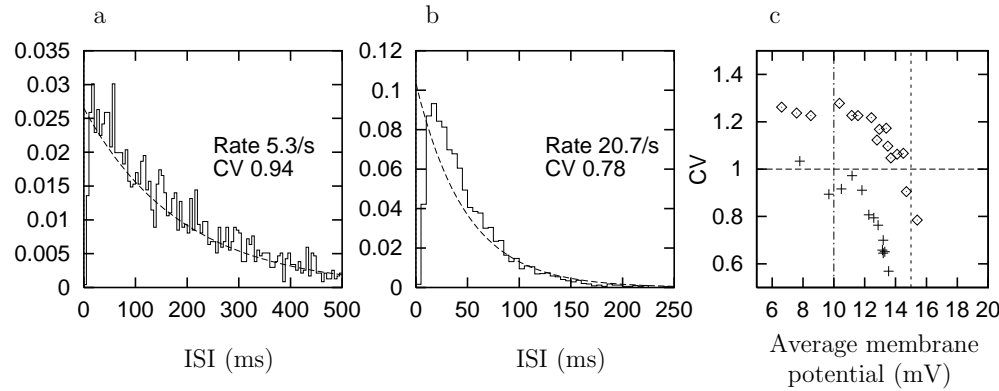 a
0.035
0.03
0.025
0.02
0.015
0.01
0.005
0
0 100 200 300 400 500
Rate 5.3/s
CV 0.94
ISI (ms)
b
0.12
0.1
0.08
0.06
0.04
0.02
0
0 50 100 150 200 250
Rate 20.7/s
CV 0.78
ISI (ms)
c
CV
1.4
1.2
1
0.8
0.6
6 8 10 12 14 16 18 20
Average membrane
potential (mV)